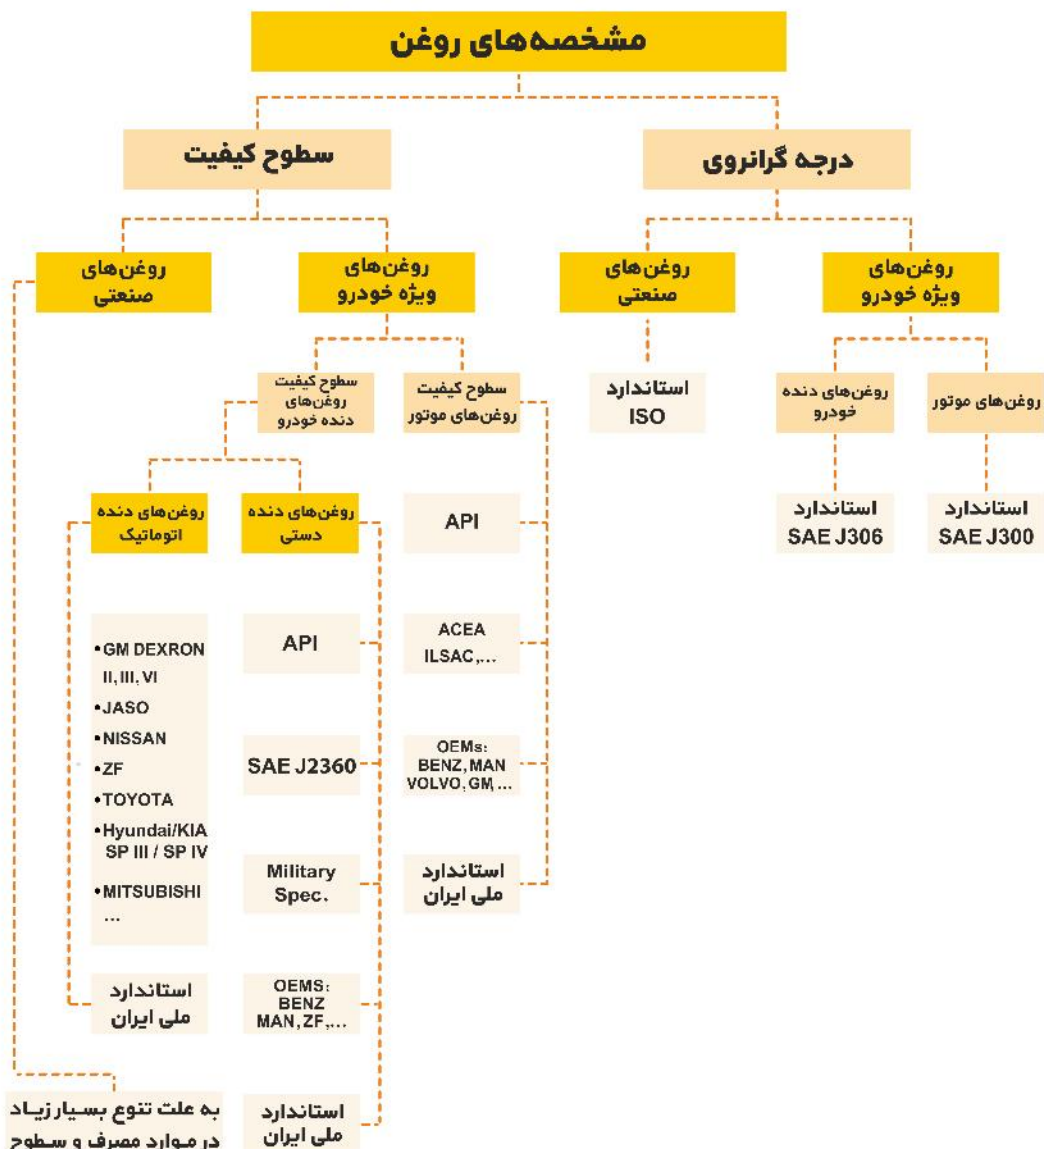 مشخصه‌های روغن
درجه گرانروی
سطوح کیفیت
روغن‌های
ویژه خودرو
روغن‌های
صنعتی
روغن‌های
ویژه خودرو
روغن‌های
صنعتی
روغن‌های موتور
روغن‌های دنده
خودرو
استاندارد
ISO
سطوح کیفیت
روغن‌های موتور
سطوح کیفیت
روغن‌های
دنده خودرو
استاندارد
SAE J300
استاندارد
SAE J306
API
ACEA
ILSAC,...
OEMs:
BENZ, MAN
VOLVO, GM, ...
استاندارد
ملی ایران
روغن‌های دنده
دستی
API
SAE J2360
Military
Spec.
OEMS:
BENZ
MAN, ZF,...
استاندارد
ملی ایران
روغن‌های دنده
اتوماتیک
•GM DEXRON
II, III, VI
•JASO
•NISSAN
•ZF
•TOYOTA
•Hyundai/KIA
SP III / SP IV
•MITSUBISHI
...
استاندارد
ملی ایران
به علت تنوع بسیار زیاد
در موارد مصرف و سطوح